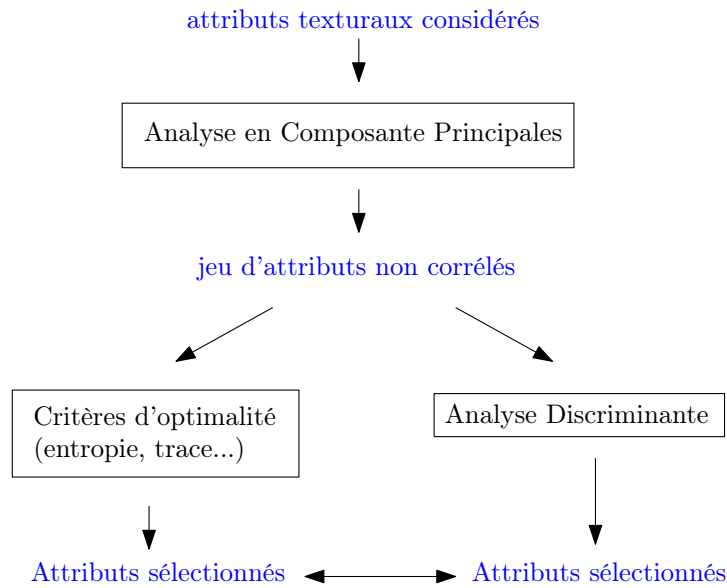 attributs texturaux considérés
Analyse en Composante Principales
jeu d'attributs non corrélés
Critères d'optimalité
(entropie, trace...)
Analyse Discriminante
Attributs sélectionnés
Attributs sélectionnés